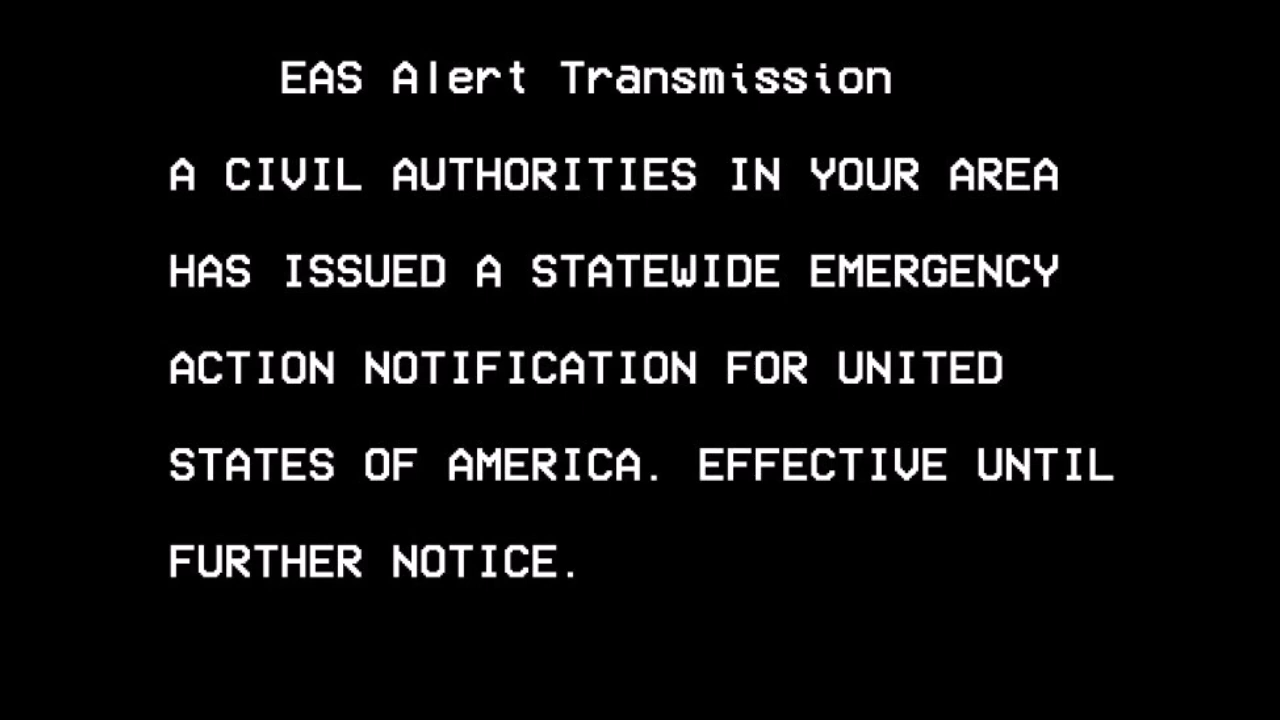 EAS Alert Transmission
A CIVIL AUTHORITIES IN YOUR AREA
HAS ISSUED A STATEWIDE EMERGENCY
ACTION NOTIFICATION FOR UNITED
STATES OF AMERICA. EFFECTIVE UNTIL
FURTHER NOTICE.